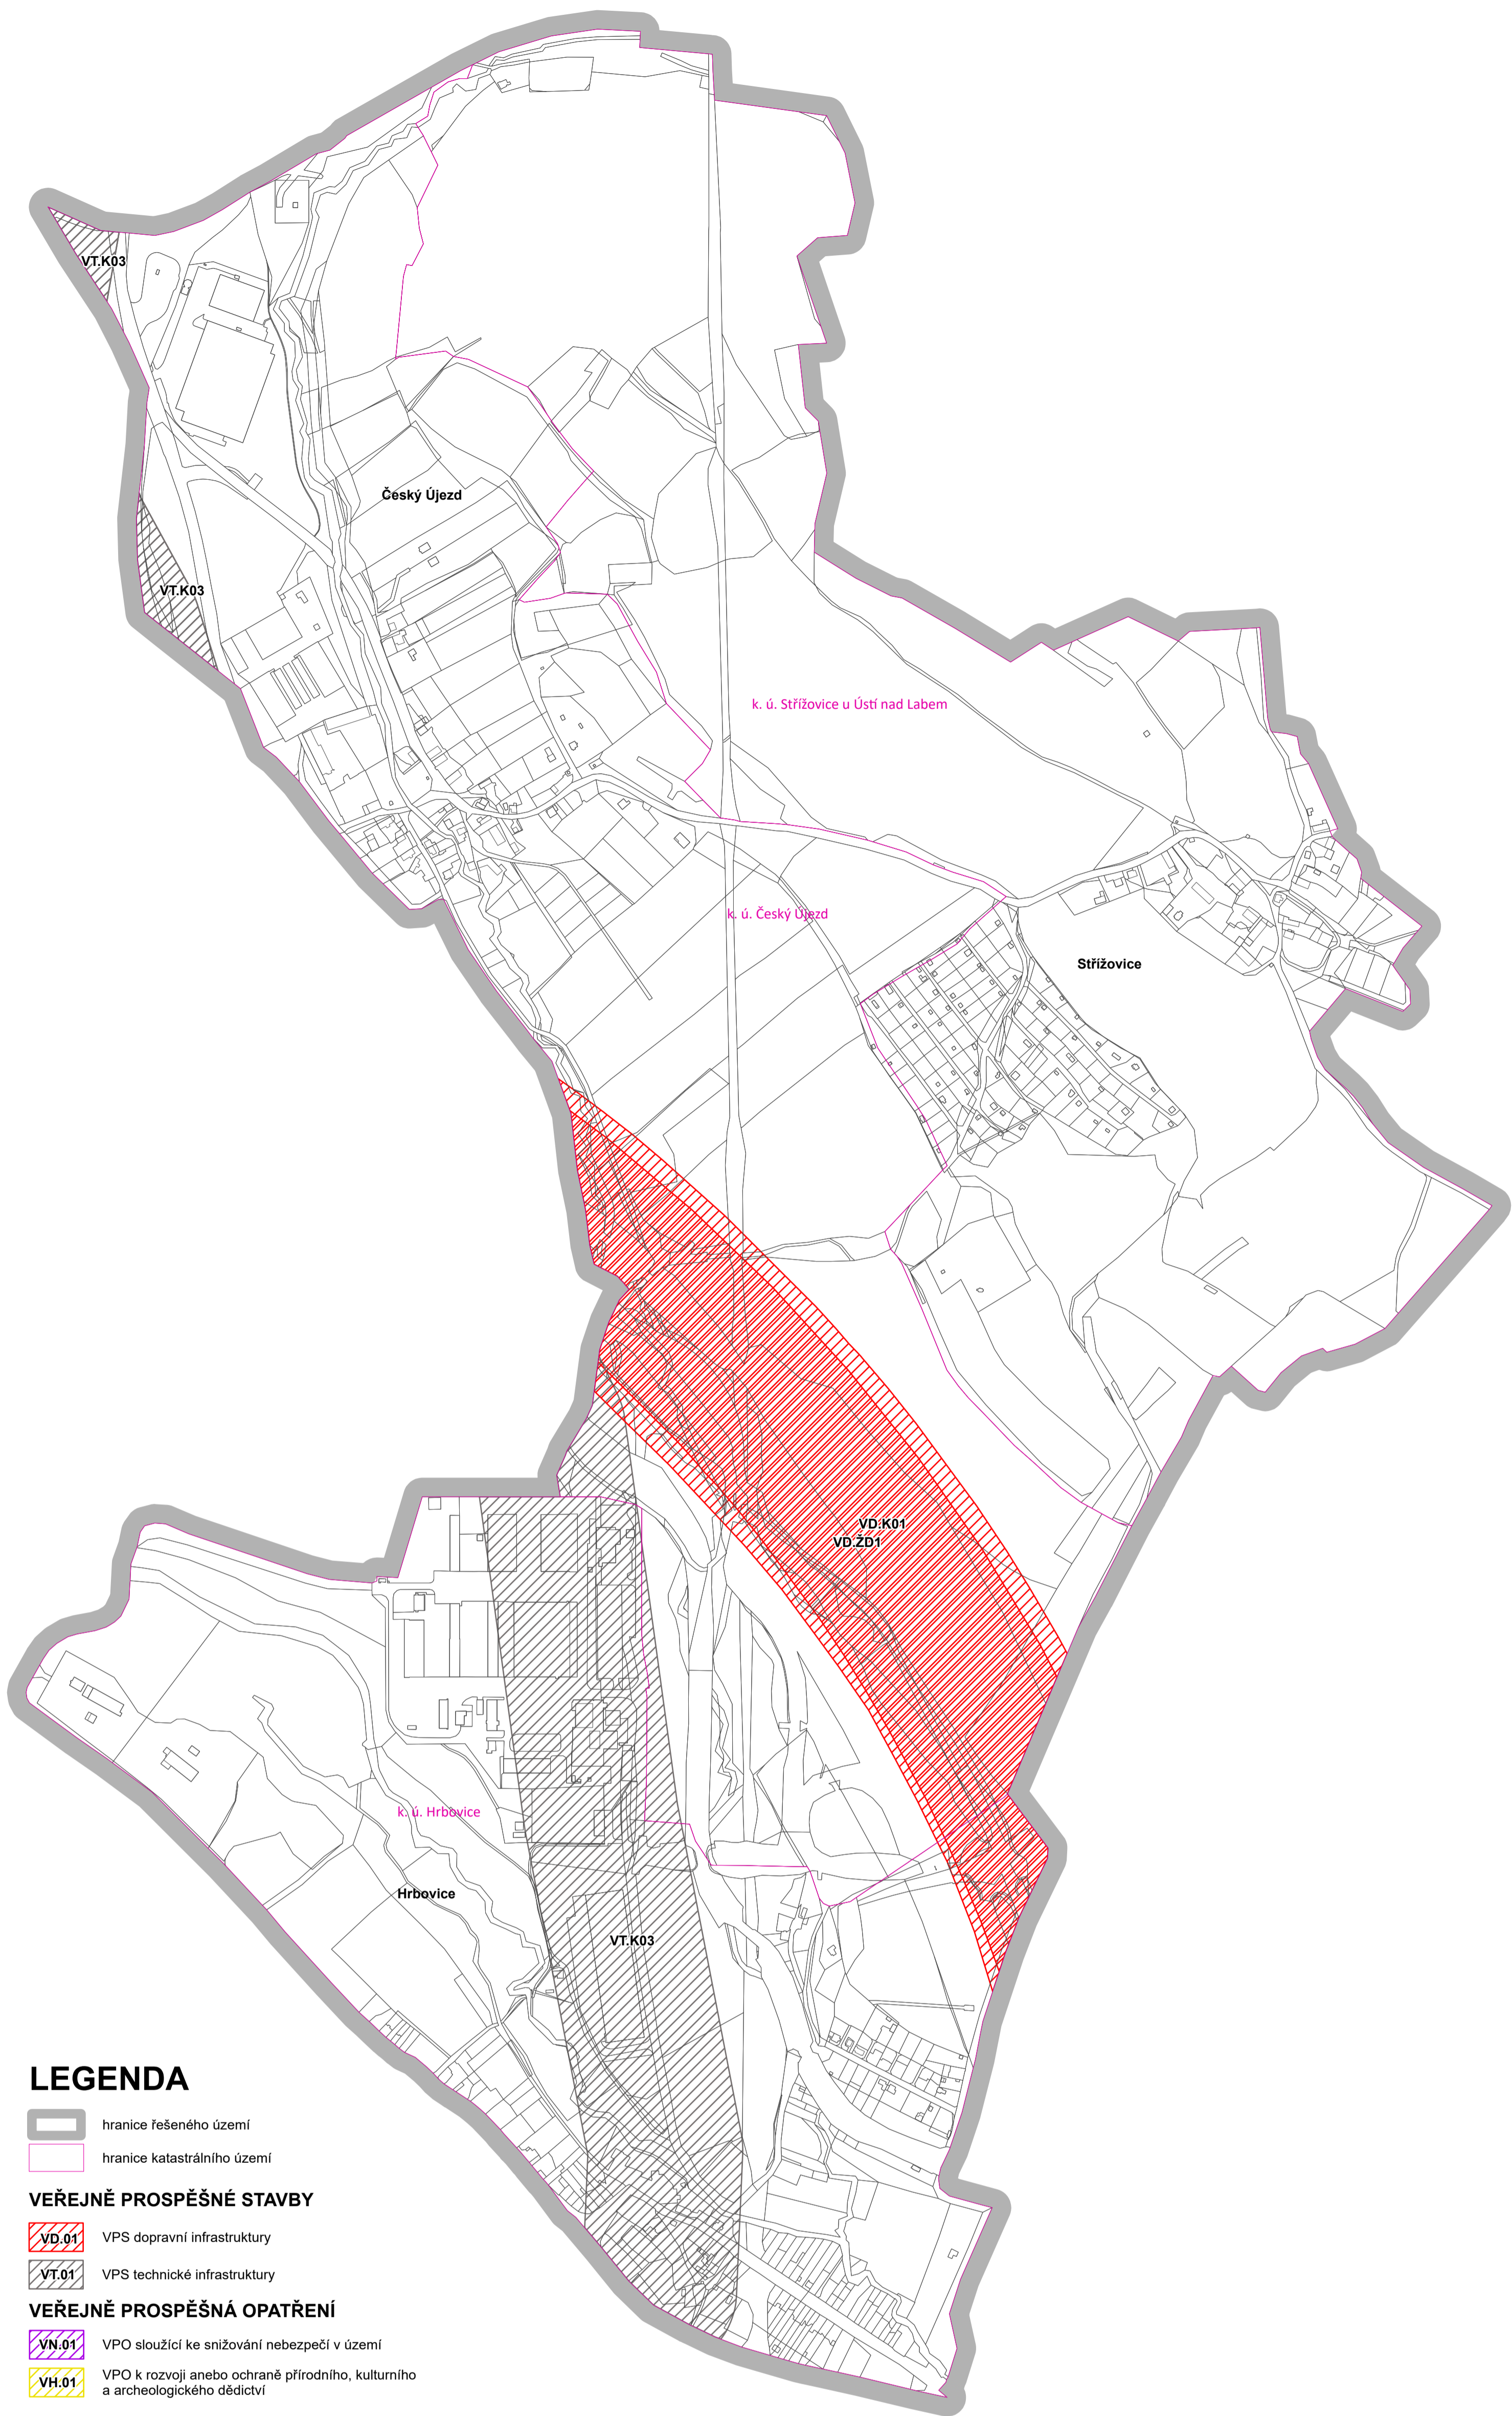 VT.K03
Český Újezd
VT.K03
k. ú. Střížovice u Ústí nad Labem
k. ú. Český Újezd
Střížovice
VD.K01
VD.ŽD1
k. ú. Hrbovice
Hrbovice
VT.K03
LEGENDA
hranice řešeného území
hranice katastrálního území
VEŘEJNĚ PROSPĚŠNÉ STAVBY
VD.01 VPS dopravní infrastruktury
VT.01 VPS technické infrastruktury
VEŘEJNĚ PROSPĚŠNÁ OPATŘENÍ
VN.01 VPO sloužící ke snižování nebezpečí v území
VH.01 VPO k rozvoji anebo ochraně přírodního, kulturního
a archeologického dědictví